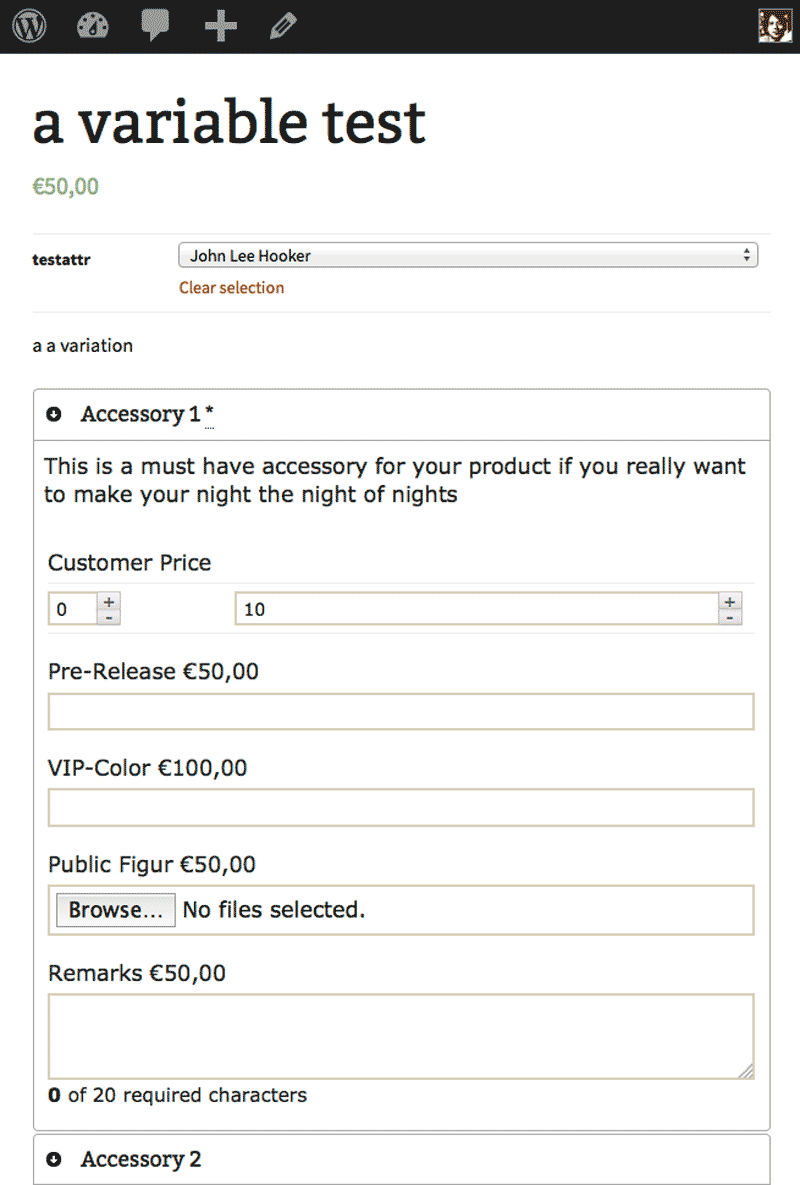 a variable test
€50,00
testattr
John Lee Hooker
Clear selection
a a variation
Accessory 1 *
This is a must have accessory for your product if you really want
to make your night the night of nights
Customer Price
0 + -
10 + -
Pre-Release €50,00
VIP-Color €100,00
Public Figur €50,00
Browse... No files selected.
Remarks €50,00
0 of 20 required characters
Accessory 2